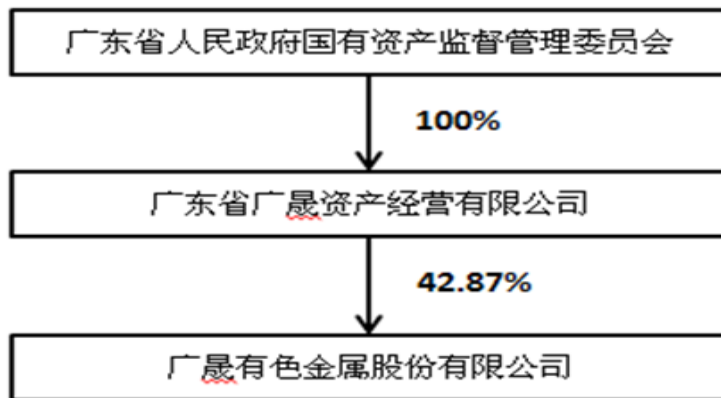 广东省人民政府国有资产监督管理委员会
100%
广东省广晟资产经营有限公司
42.87%
广晟有色金属股份有限公司